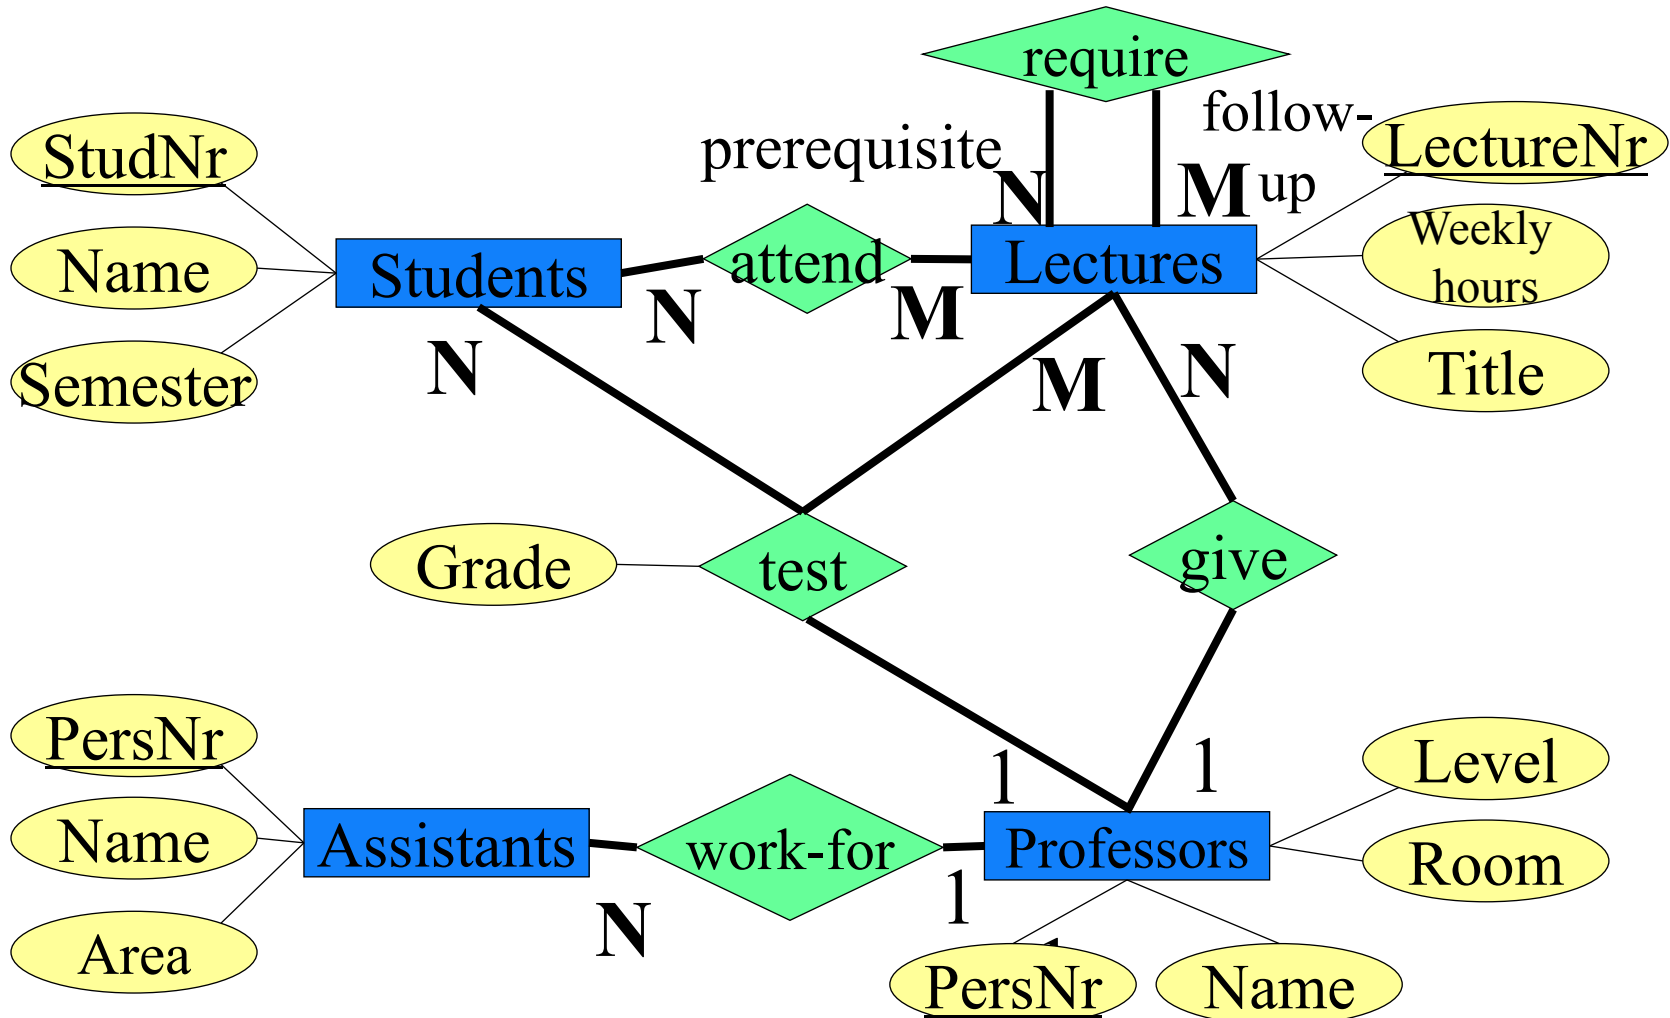 require
follow-
up
prerequisite
N
M
StudNr
Name
Semester
Students
N
attend
M
Lectures
LectureNr
Weekly
hours
Title
N
M
N
Grade
test
give
1
1
PersNr
Name
Area
Assistants
N
work-for
1
Professors
Level
Room
PersNr
Name